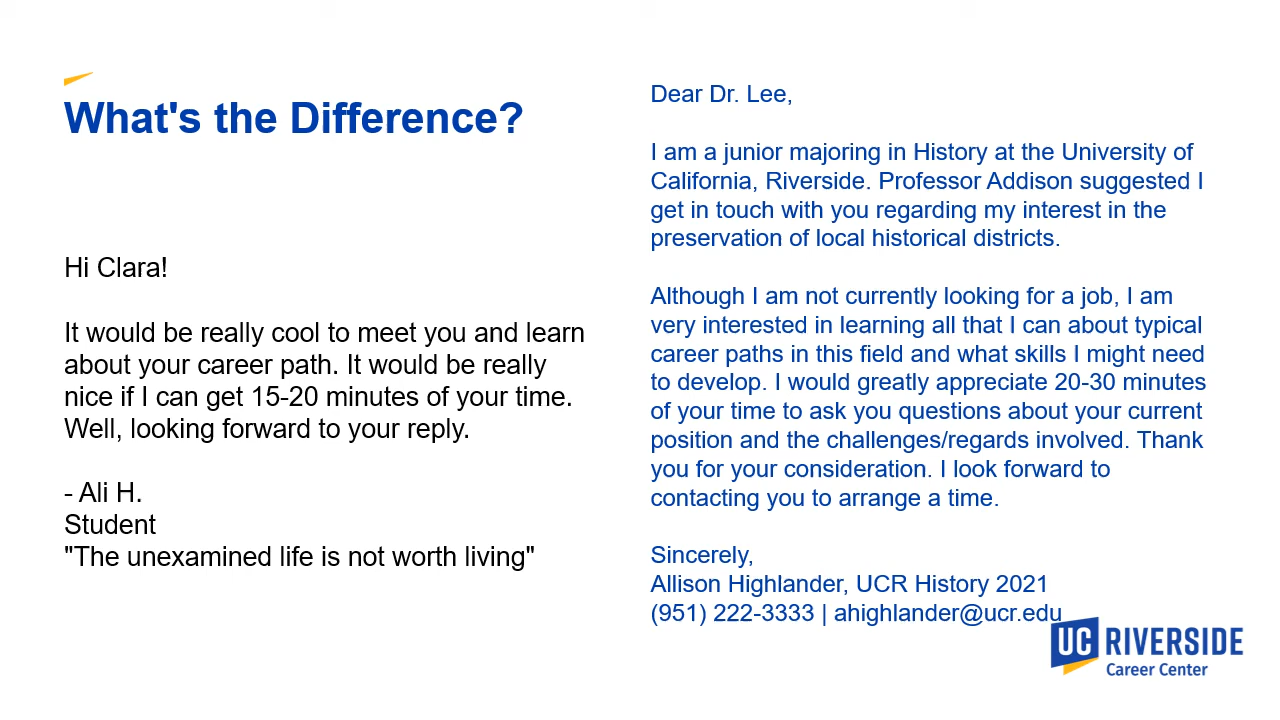 What's the Difference?
Hi Clara!
It would be really cool to meet you and learn
about your career path. It would be really
nice if I can get 15-20 minutes of your time.
Well, looking forward to your reply.
- Ali H.
Student
"The unexamined life is not worth living"
Dear Dr. Lee,
I am a junior majoring in History at the University of
California, Riverside. Professor Addison suggested I
get in touch with you regarding my interest in the
preservation of local historical districts.
Although I am not currently looking for a job, I am
very interested in learning all that I can about typical
career paths in this field and what skills I might need
to develop. I would greatly appreciate 20-30 minutes
of your time to ask you questions about your current
position and the challenges/regards involved. Thank
you for your consideration. I look forward to
contacting you to arrange a time.
Sincerely,
Allison Highlander, UCR History 2021
(951) 222-3333 | ahighlander@ucr.edu
UC RIVERSIDE
Career Center